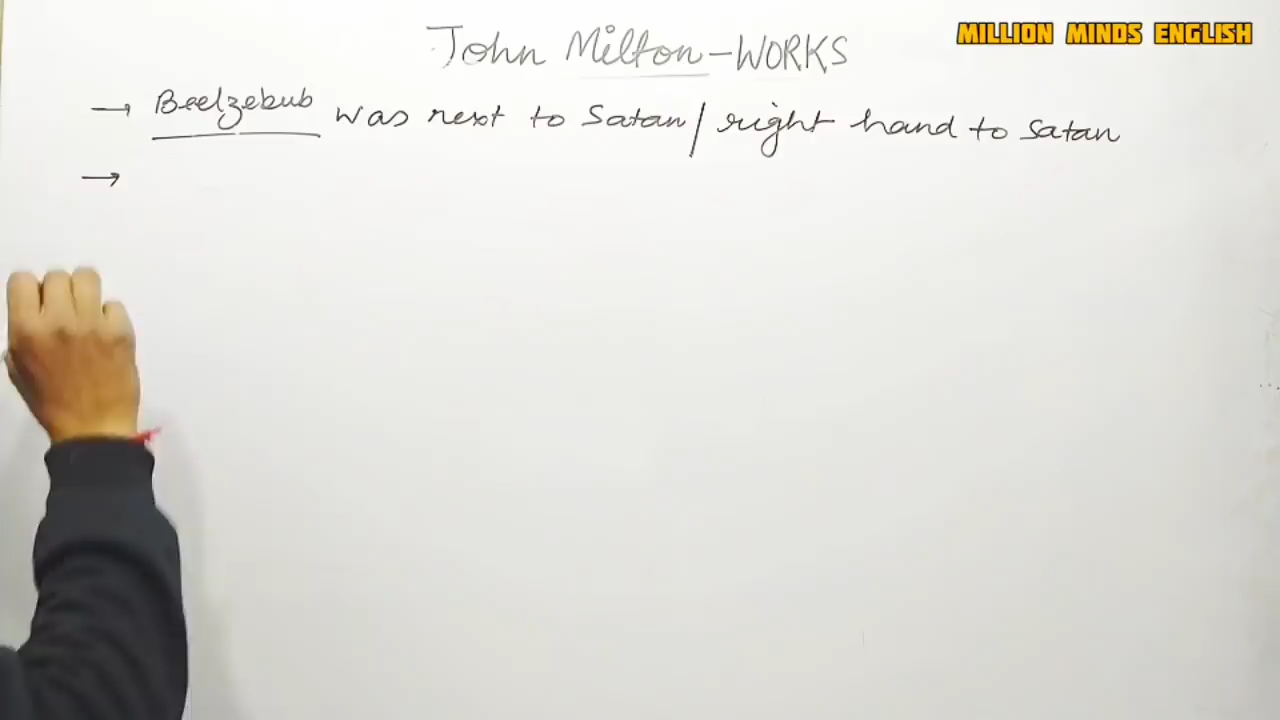 MILLION MINDS ENGLISH
John Milton-WORKS
→ Beelzebub was next to Satan/right hand to satan
→